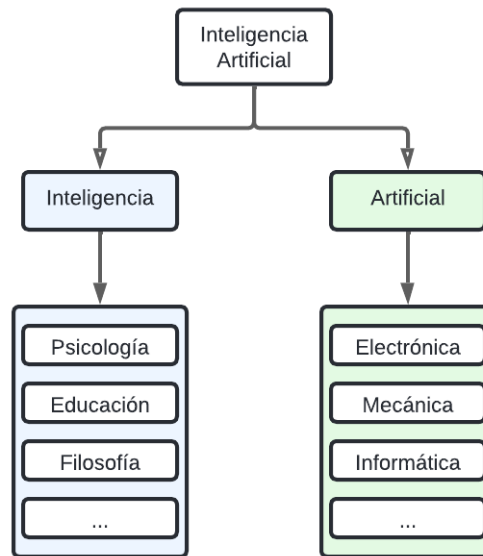 Inteligencia
Artificial
Inteligencia
Artificial
Psicología
Educación
Filosofía
...
Electrónica
Mecánica
Informática
...